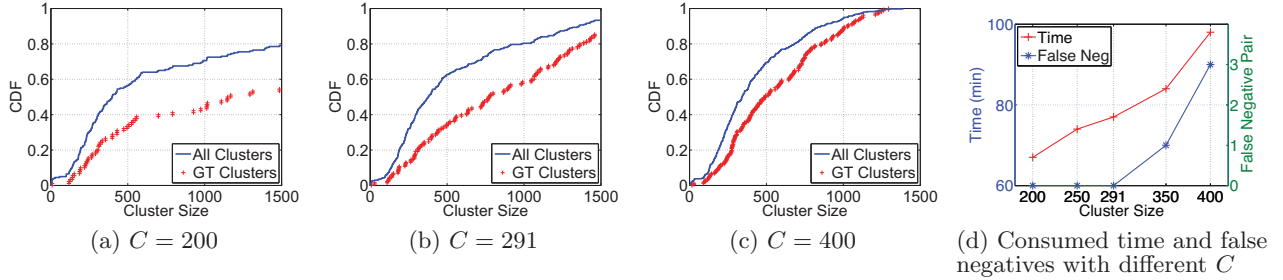 1
0.8
0.6
0.4
0.2
0
CDF
0 500 1000 1500
Cluster Size
All Clusters
GT Clusters
(a) C = 200
1
0.8
0.6
0.4
0.2
0
CDF
0 500 1000 1500
Cluster Size
All Clusters
GT Clusters
(b) C = 291
1
0.8
0.6
0.4
0.2
0
CDF
0 500 1000 1500
Cluster Size
All Clusters
GT Clusters
(c) C = 400
100
80
60
Time (min)
Time
False Neg
3
2
1
0
4
False Negative Pair
200 250 291 350 400
Cluster Size
(d) Consumed time and false
negatives with different C